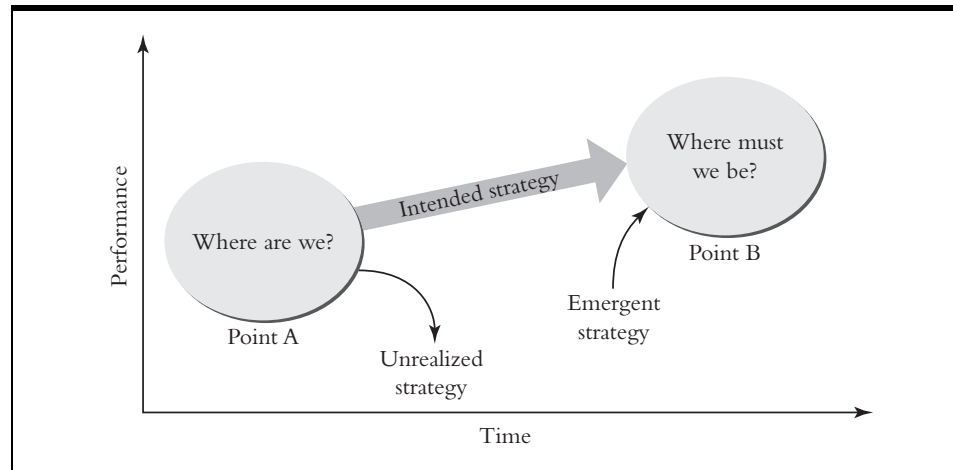 Performance
Where are we?
Point A
Intended strategy
Where must
we be?
Point B
Unrealized
strategy
Emergent
strategy
Time